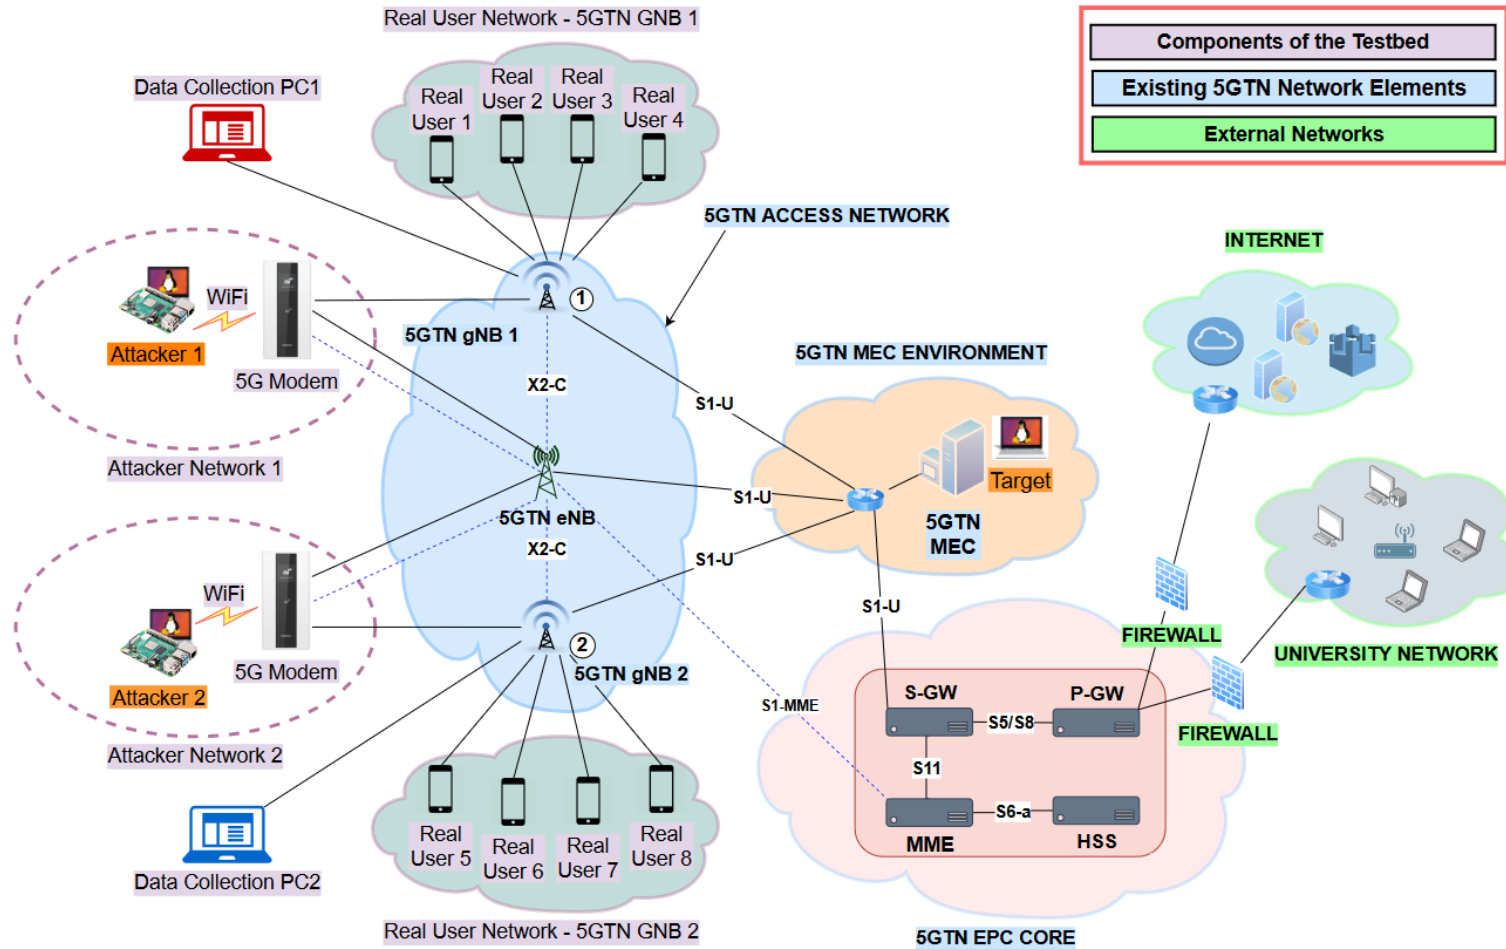 Real User Network - 5GTN GNB 1
Components of the Testbed
Existing 5GTN Network Elements
External Networks
Data Collection PC1
Real
User 1
Real
User 2
Real
User 3
Real
User 4
5GTN ACCESS NETWORK
INTERNET
WiFi
Attacker 1
5G Modem
Attacker Network 1
1
5GTN gNB 1
X2-C
S1-U
5GTN MEC ENVIRONMENT
Target
5GTN
MEC
S1-U
5GTN eNB
X2-C
S1-U
S1-U
WiFi
Attacker 2
5G Modem
Attacker Network 2
2
5GTN gNB 2
FIREWALL
UNIVERSITY NETWORK
FIREWALL
S1-MME
S-GW
P-GW
S5/S8
S11
S6-a
MME
HSS
Real
User 5
Real
User 6
Real
User 7
Real
User 8
Data Collection PC2
Real User Network - 5GTN GNB 2
5GTN EPC CORE